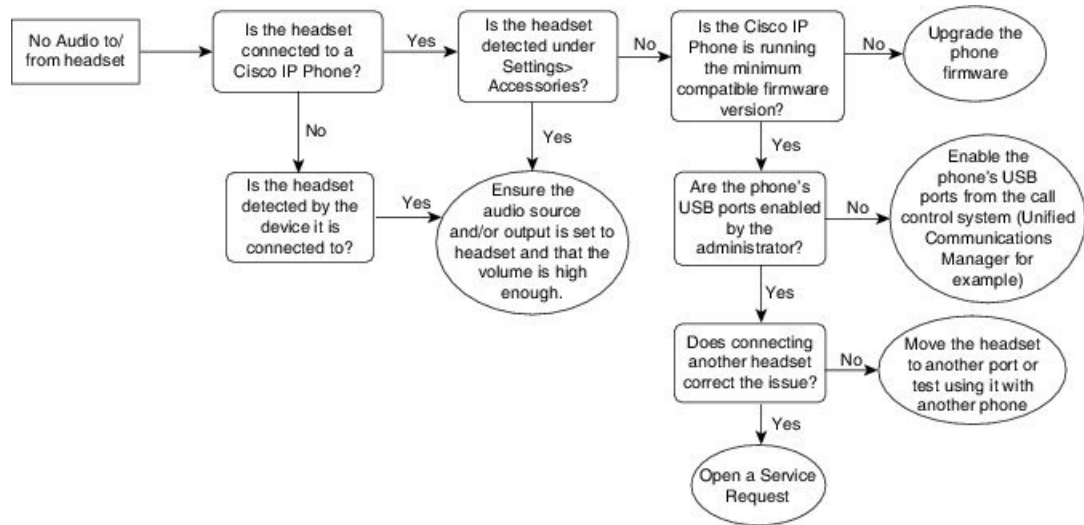 No Audio to/
from headset
Is the headset
connected to a
Cisco IP Phone?
Yes
Is the headset
detected under
Settings>
Accessories?
No
Is the Cisco IP
Phone is running
the minimum
compatible firmware
version?
No
Upgrade the
phone
firmware
No
Yes
Yes
Is the headset
detected by the
device it is
connected to?
Yes
Ensure the
audio source
and/or output is set to
headset and that the
volume is high
enough.
Are the phone's
USB ports enabled
by the
administrator?
No
Enable the
phone's USB
ports from the call
control system (Unified
Communications
Manager for
example)
Yes
Does connecting
another headset
correct the issue?
No
Move the headset
to another port or
test using it with
another phone
Yes
Open a Service
Request